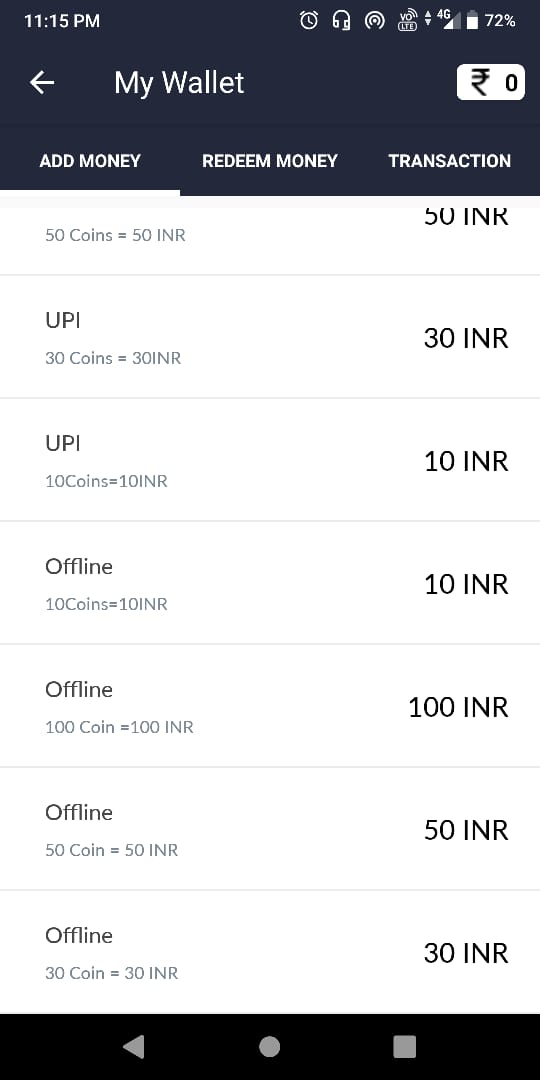 11:15 PM
VO
LTE
4G
72%
My Wallet
₹ 0
ADD MONEY
REDEEM MONEY
TRANSACTION
50 INR
50 Coins = 50 INR
UPI
30 INR
30 Coins = 30INR
UPI
10 INR
10Coins=10INR
Offline
10 INR
10Coins=10INR
Offline
100 INR
100 Coin =100 INR
Offline
50 INR
50 Coin = 50 INR
Offline
30 INR
30 Coin = 30 INR